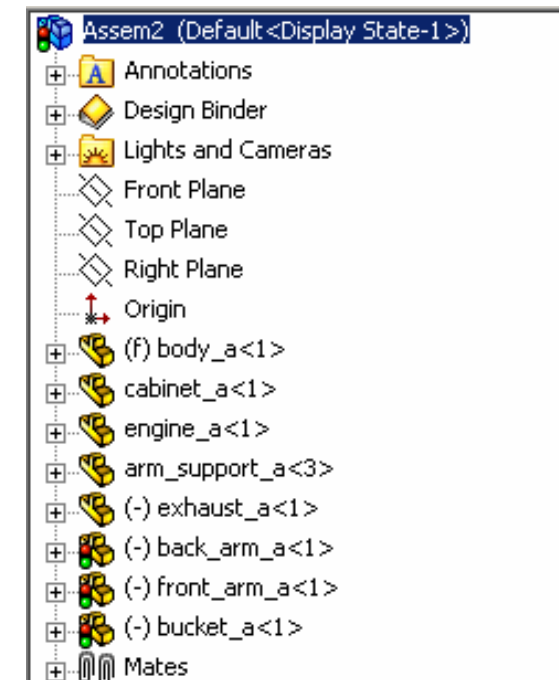 Assem2 (Default<Display State-1>)
Annotations
Design Binder
Lights and Cameras
Front Plane
Top Plane
Right Plane
Origin
(f) body_a<1>
cabinet_a<1>
engine_a<1>
arm_support_a<3>
(-) exhaust_a<1>
(-) back_arm_a<1>
(-) front_arm_a<1>
(-) bucket_a<1>
Mates